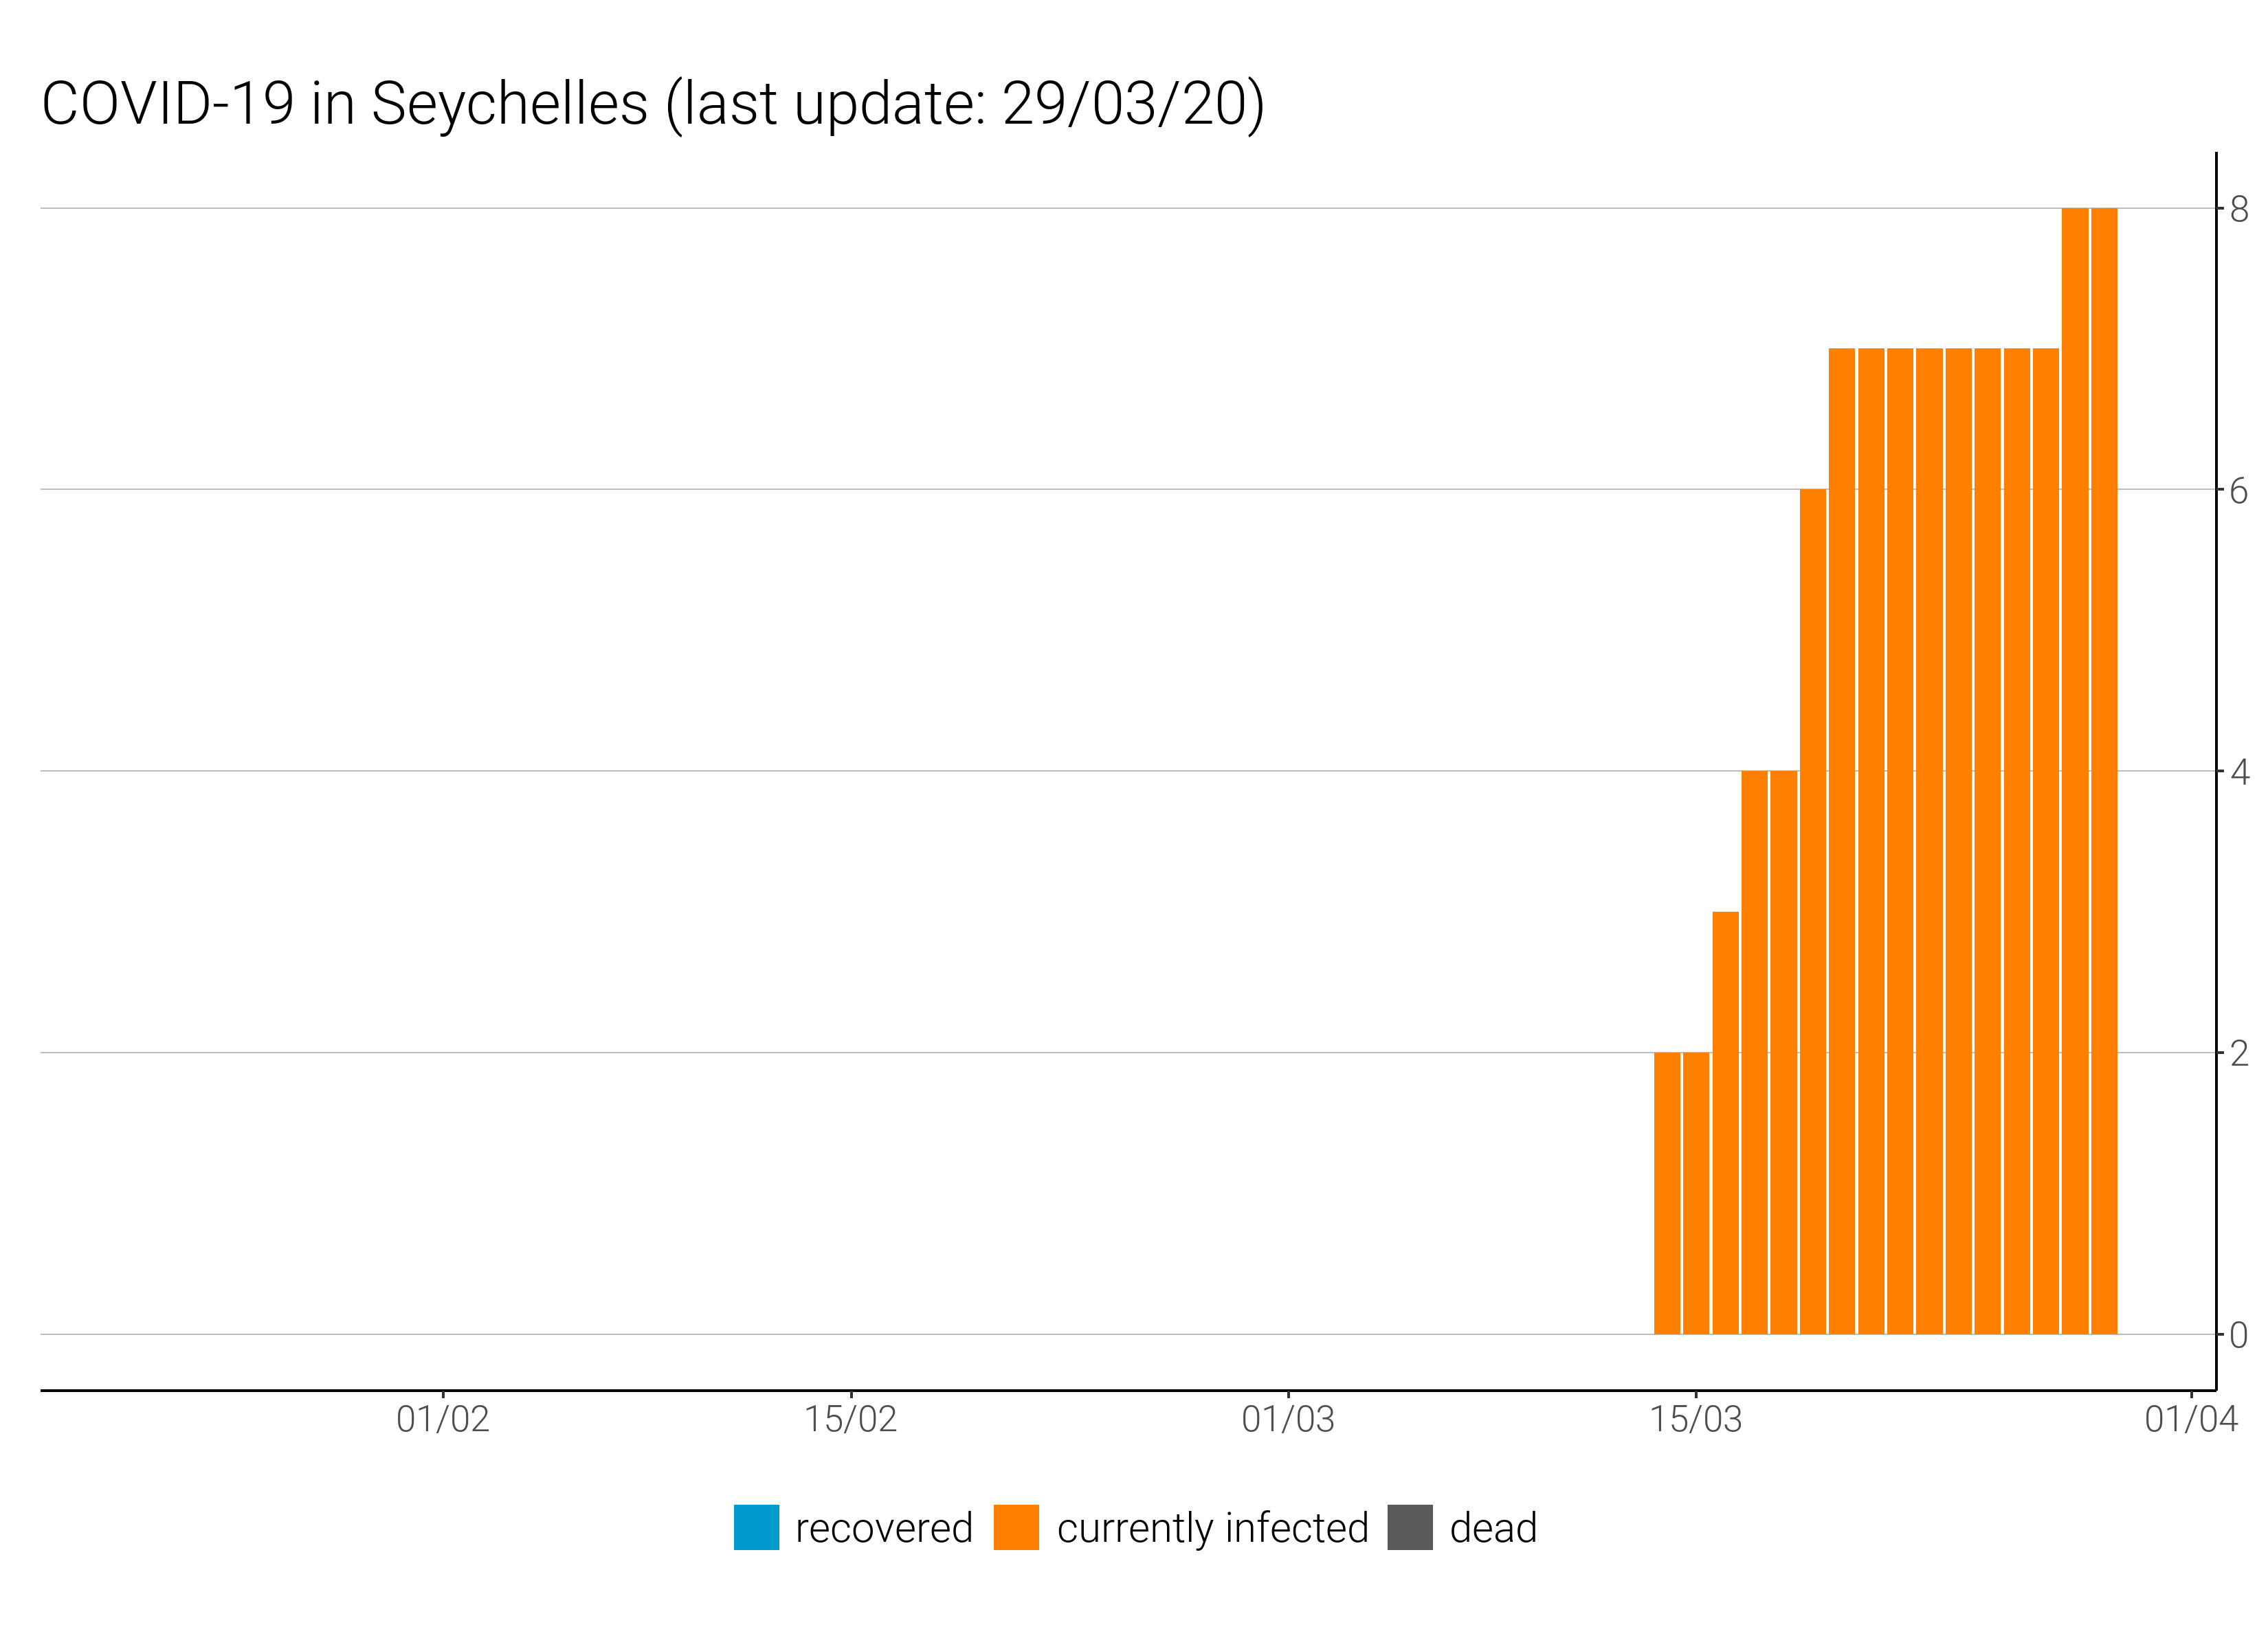 COVID-19 in Seychelles (last update: 29/03/20)
8
6
4
2
0
01/02 15/02 01/03 15/03 01/04
recovered currently infected dead